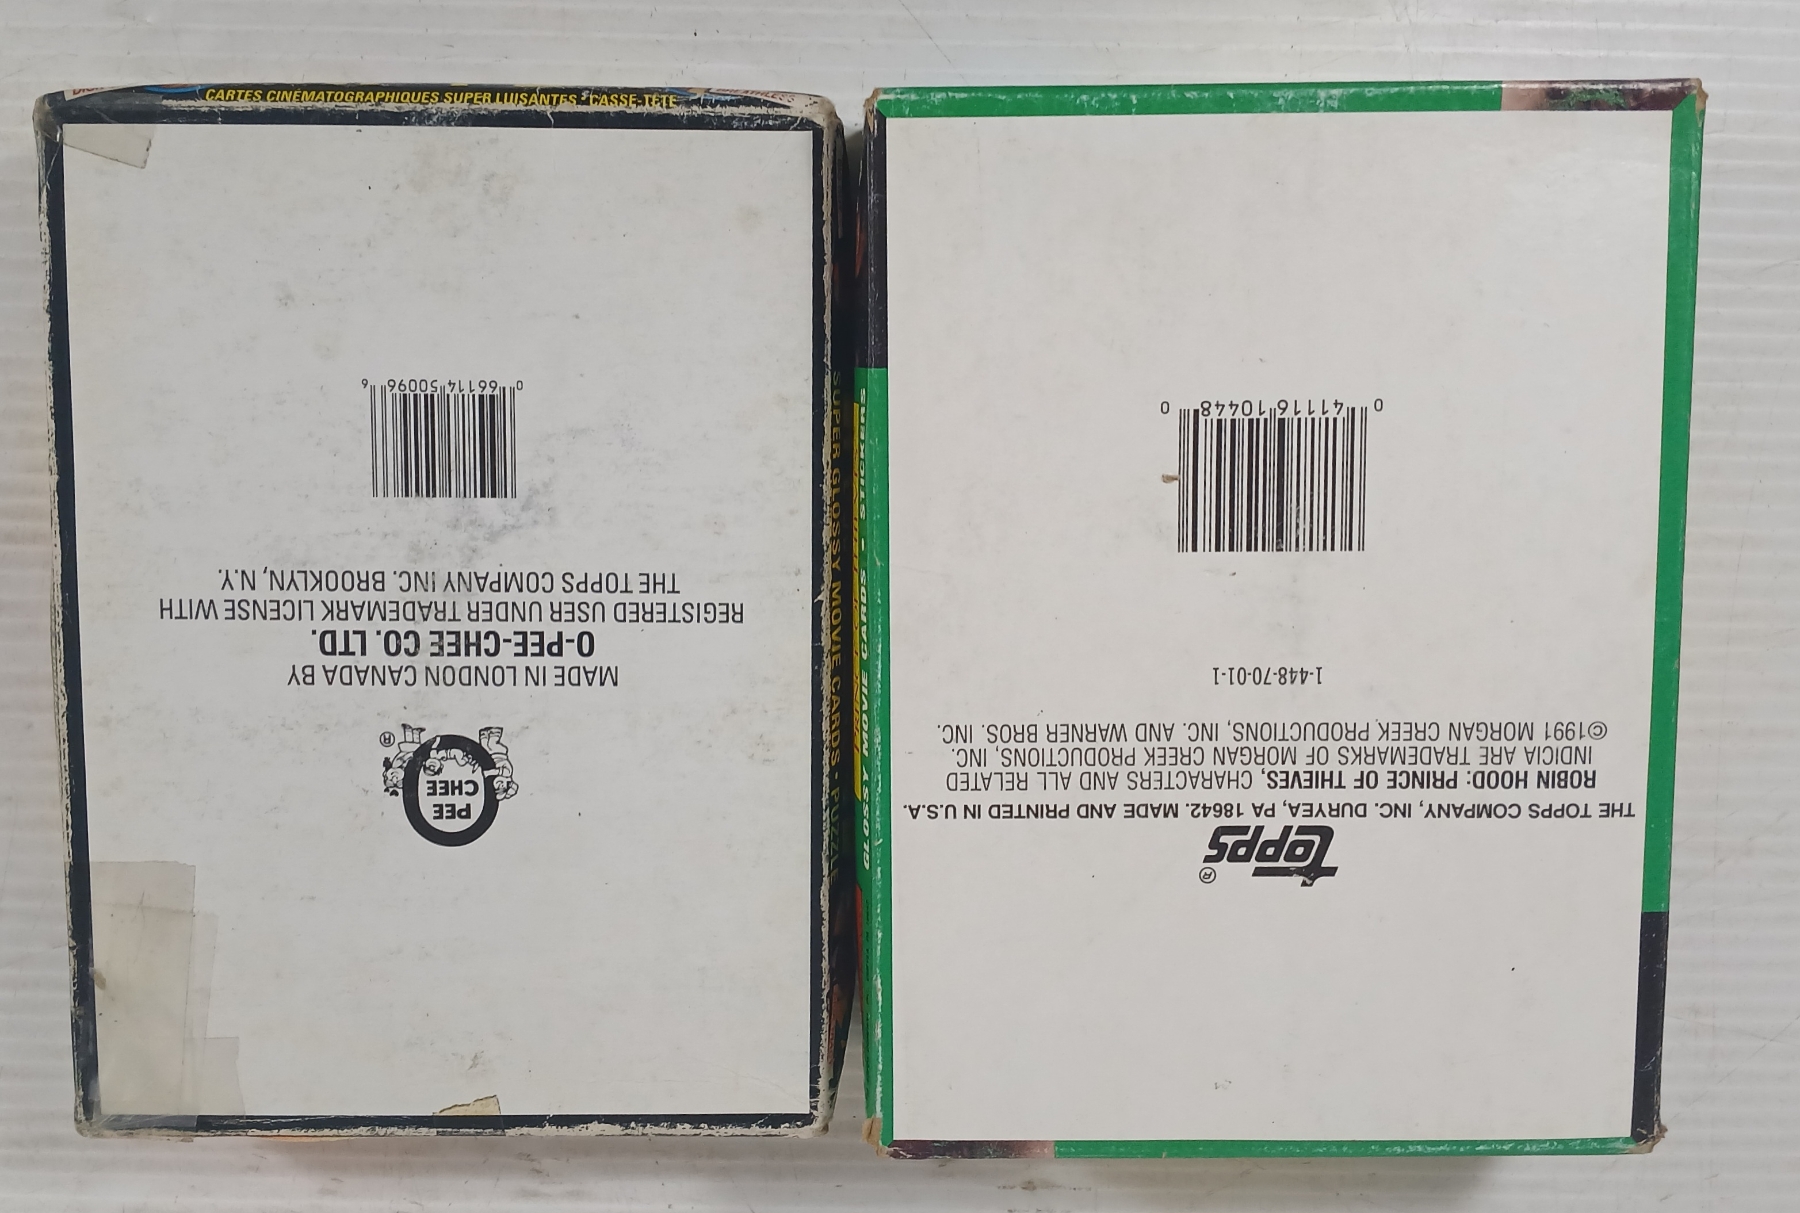 CARTES CINÉMATOGRAPHIQUES SUPER LUISANTES • CASSE-TÊTE
PEE
CHEE
®
MADE IN LONDON CANADA BY
O-PEE-CHEE CO. LTD.
REGISTERED USER UNDER TRADEMARK LICENSE WITH
THE TOPPS COMPANY INC. BROOKLYN, N.Y.
0 66114 50096 6
SUPER GLOSSY MOVIE CARDS • PUZZLE
GLOSSY MOVIE CARDS - STICKERS
Topps®
THE TOPPS COMPANY, INC. DURYEA, PA 18642. MADE AND PRINTED IN U.S.A.
ROBIN HOOD: PRINCE OF THIEVES, CHARACTERS AND ALL RELATED
INDICIA ARE TRADEMARKS OF MORGAN CREEK PRODUCTIONS, INC.
©1991 MORGAN CREEK PRODUCTIONS, INC. AND WARNER BROS. INC.
1-448-70-01-1
0 41116 10448 0